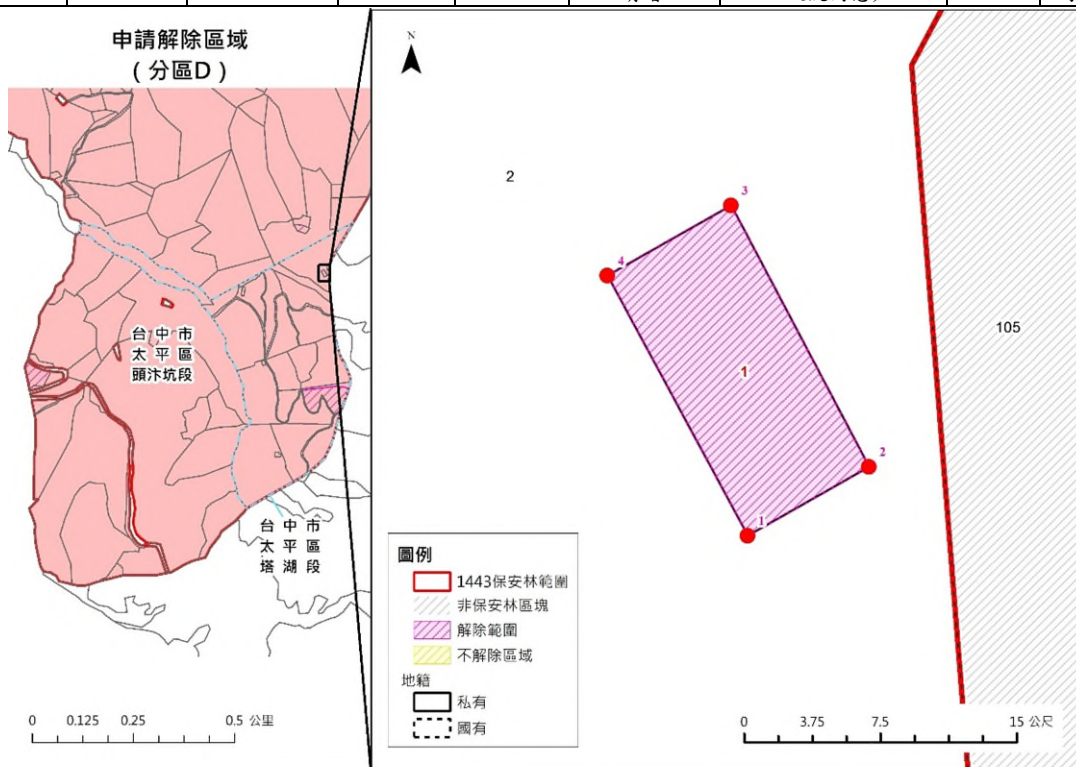 申請解除區域
(分區D)
台中市
太平區
頭汴坑段
台中市
太平區
塔湖段
0 0.125 0.25 0.5 公里
N
2
3
4
1
105
2
1
圖例
1443保安林範圍
非保安林區塊
解除範圍
不解除區域
地籍
私有
國有
0 3.75 7.5 15 公尺